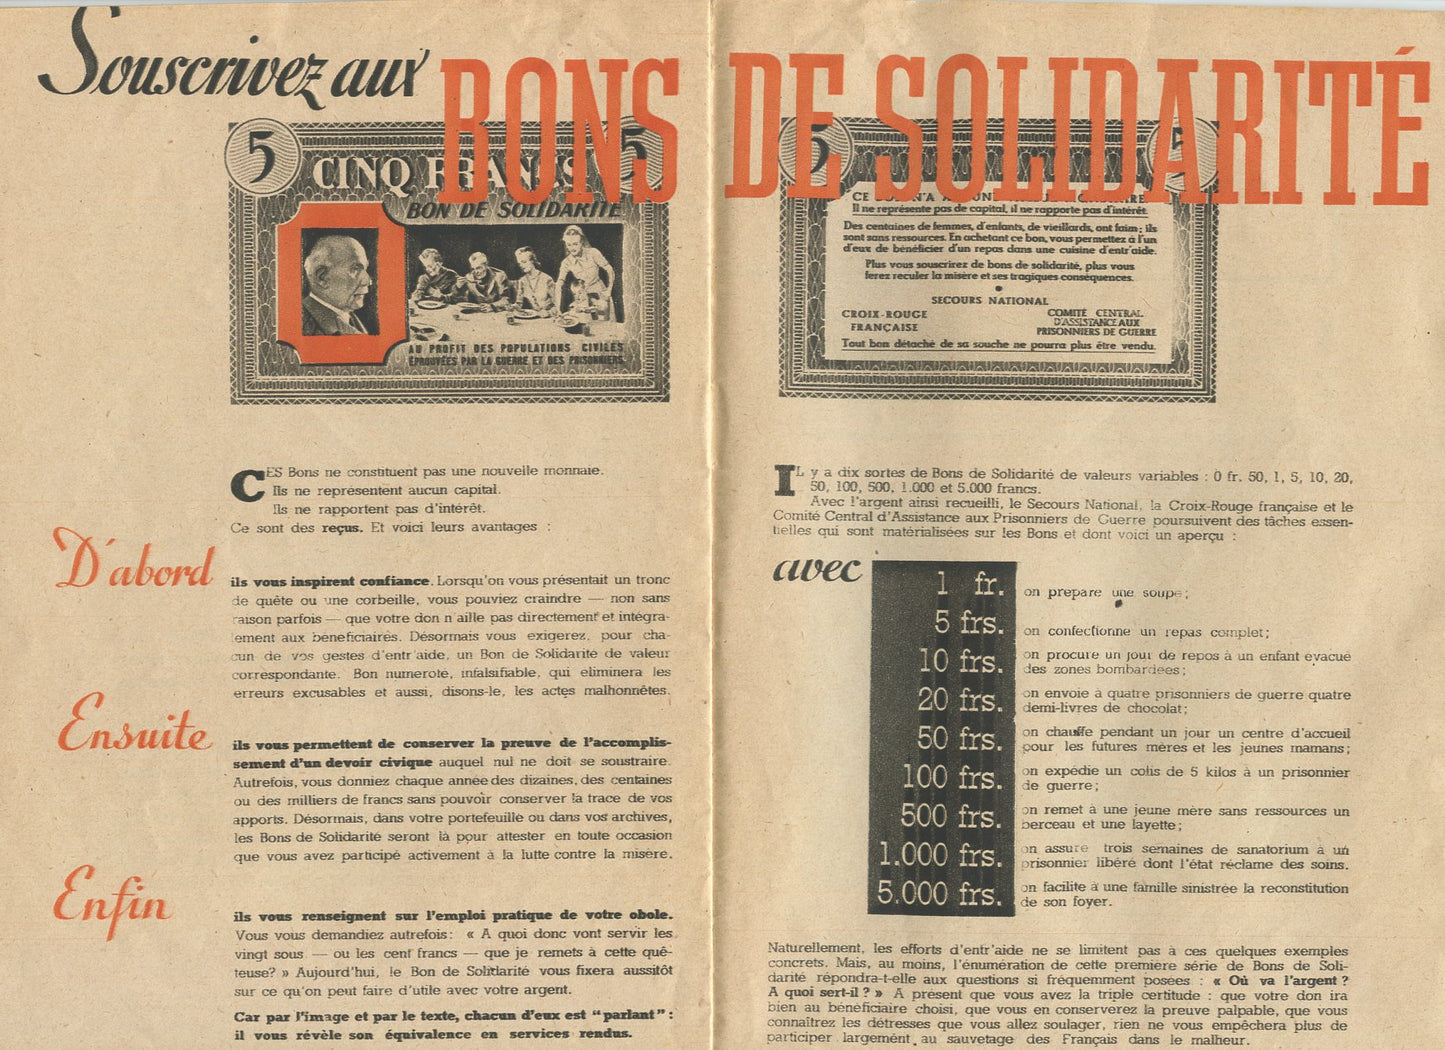 Souscrivez aux BONS DE SOLIDARITÉ
5 CINQ FRANCS 5
BON DE SOLIDARITÉ
AU PROFIT DES POPULATIONS CIVILES
ÉPROUVÉES PAR LA GUERRE ET DES PRISONNIERS
CES Bons ne constituent pas une nouvelle monnaie.
Ils ne représentent aucun capital.
Ils ne rapportent pas d'intérêt.
Ce sont des reçus. Et voici leurs avantages :
D'abord
ils vous inspirent confiance. Lorsqu'on vous présentait un tronc
de quête ou une corbeille, vous pouviez craindre — non sans
raison parfois — que votre don n'aille pas directement et intégra-
lement aux bénéficiaires. Désormais vous exigerez, pour cha-
cun de vos gestes d'entr'aide, un Bon de Solidarité de valeur
correspondante. Bon numeroté, infalsifiable, qui eliminera les
erreurs excusables et aussi, disons-le, les actes malhonnêtes.
Ensuite
ils vous permettent de conserver la preuve de l'accomplis-
sement d'un devoir civique auquel nul ne doit se soustraire.
Autrefois, vous donniez chaque année des dizaines, des centaines
ou des milliers de francs sans pouvoir conserver la trace de vos
apports. Désormais, dans votre portefeuille ou dans vos archives,
les Bons de Solidarité seront là pour attester en toute occasion
que vous avez participé activement à la lutte contre la misère.
Enfin
ils vous renseignent sur l'emploi pratique de votre obole.
Vous vous demandiez autrefois : « A quoi donc vont servir les
vingt sous — ou les cent francs — que je remets à cette quê-
teuse? » Aujourd'hui, le Bon de Solidarité vous fixera aussitôt
sur ce qu'on peut faire d'utile avec votre argent.
Car par l'image et par le texte, chacun d'eux est "parlant" :
il vous révèle son équivalence en services rendus.
5 5
CE N'A
Il ne représente pas de capital, il ne rapporte pas d'intérêt.
Des centaines de femmes, d'enfants, de vieillards, ont faim ; ils
sont sans ressources. En achetant ce bon, vous permettez à l'un
d'eux de bénéficier d'un repas dans une cuisine d'entr'aide.
Plus vous souscrirez de bons de solidarité, plus vous
ferez reculer la misère et ses tragiques conséquences.
SECOURS NATIONAL
CROIX-ROUGE
FRANÇAISE
COMITÉ CENTRAL
D'ASSISTANCE AUX
PRISONNIERS DE GUERRE
Tout bon détaché de sa souche ne pourra plus être vendu.
IL y a dix sortes de Bons de Solidarité de valeurs variables : 0 fr. 50, 1, 5, 10, 20,
50, 100, 500, 1.000 et 5.000 francs.
Avec l'argent ainsi recueilli, le Secours National, la Croix-Rouge française et le
Comité Central d'Assistance aux Prisonniers de Guerre poursuivent des tâches essen-
tielles qui sont matérialisées sur les Bons et dont voici un aperçu :
avec
1 fr. on prepare une soupe ;
5 frs. on confectionne un repas complet ;
10 frs. on procure un jour de repos à un enfant evacué
des zones bombardées ;
20 frs. on envoie à quatre prisonniers de guerre quatre
demi-livres de chocolat ;
50 frs. on chauffe pendant un jour un centre d'accueil
pour les futures mères et les jeunes mamans ;
100 frs. on expédie un colis de 5 kilos à un prisonnier
de guerre ;
500 frs. on remet à une jeune mère sans ressources un
berceau et une layette ;
1.000 frs. on assure trois semaines de sanatorium à un
prisonnier libéré dont l'état réclame des soins.
5.000 frs. on facilite à une famille sinistrée la reconstitution
de son foyer.
Naturellement, les efforts d'entr'aide ne se limitent pas à ces quelques exemples
concrets. Mais, au moins, l'énumération de cette première série de Bons de Soli-
darité répondra-t-elle aux questions si fréquemment posées : « Où va l'argent ?
A quoi sert-il ? » A présent que vous avez la triple certitude : que votre don ira
bien au bénéficiaire choisi, que vous en conserverez la preuve palpable, que vous
connaîtrez les détresses que vous allez soulager, rien ne vous empêchera plus de
participer largement au sauvetage des Français dans le malheur.